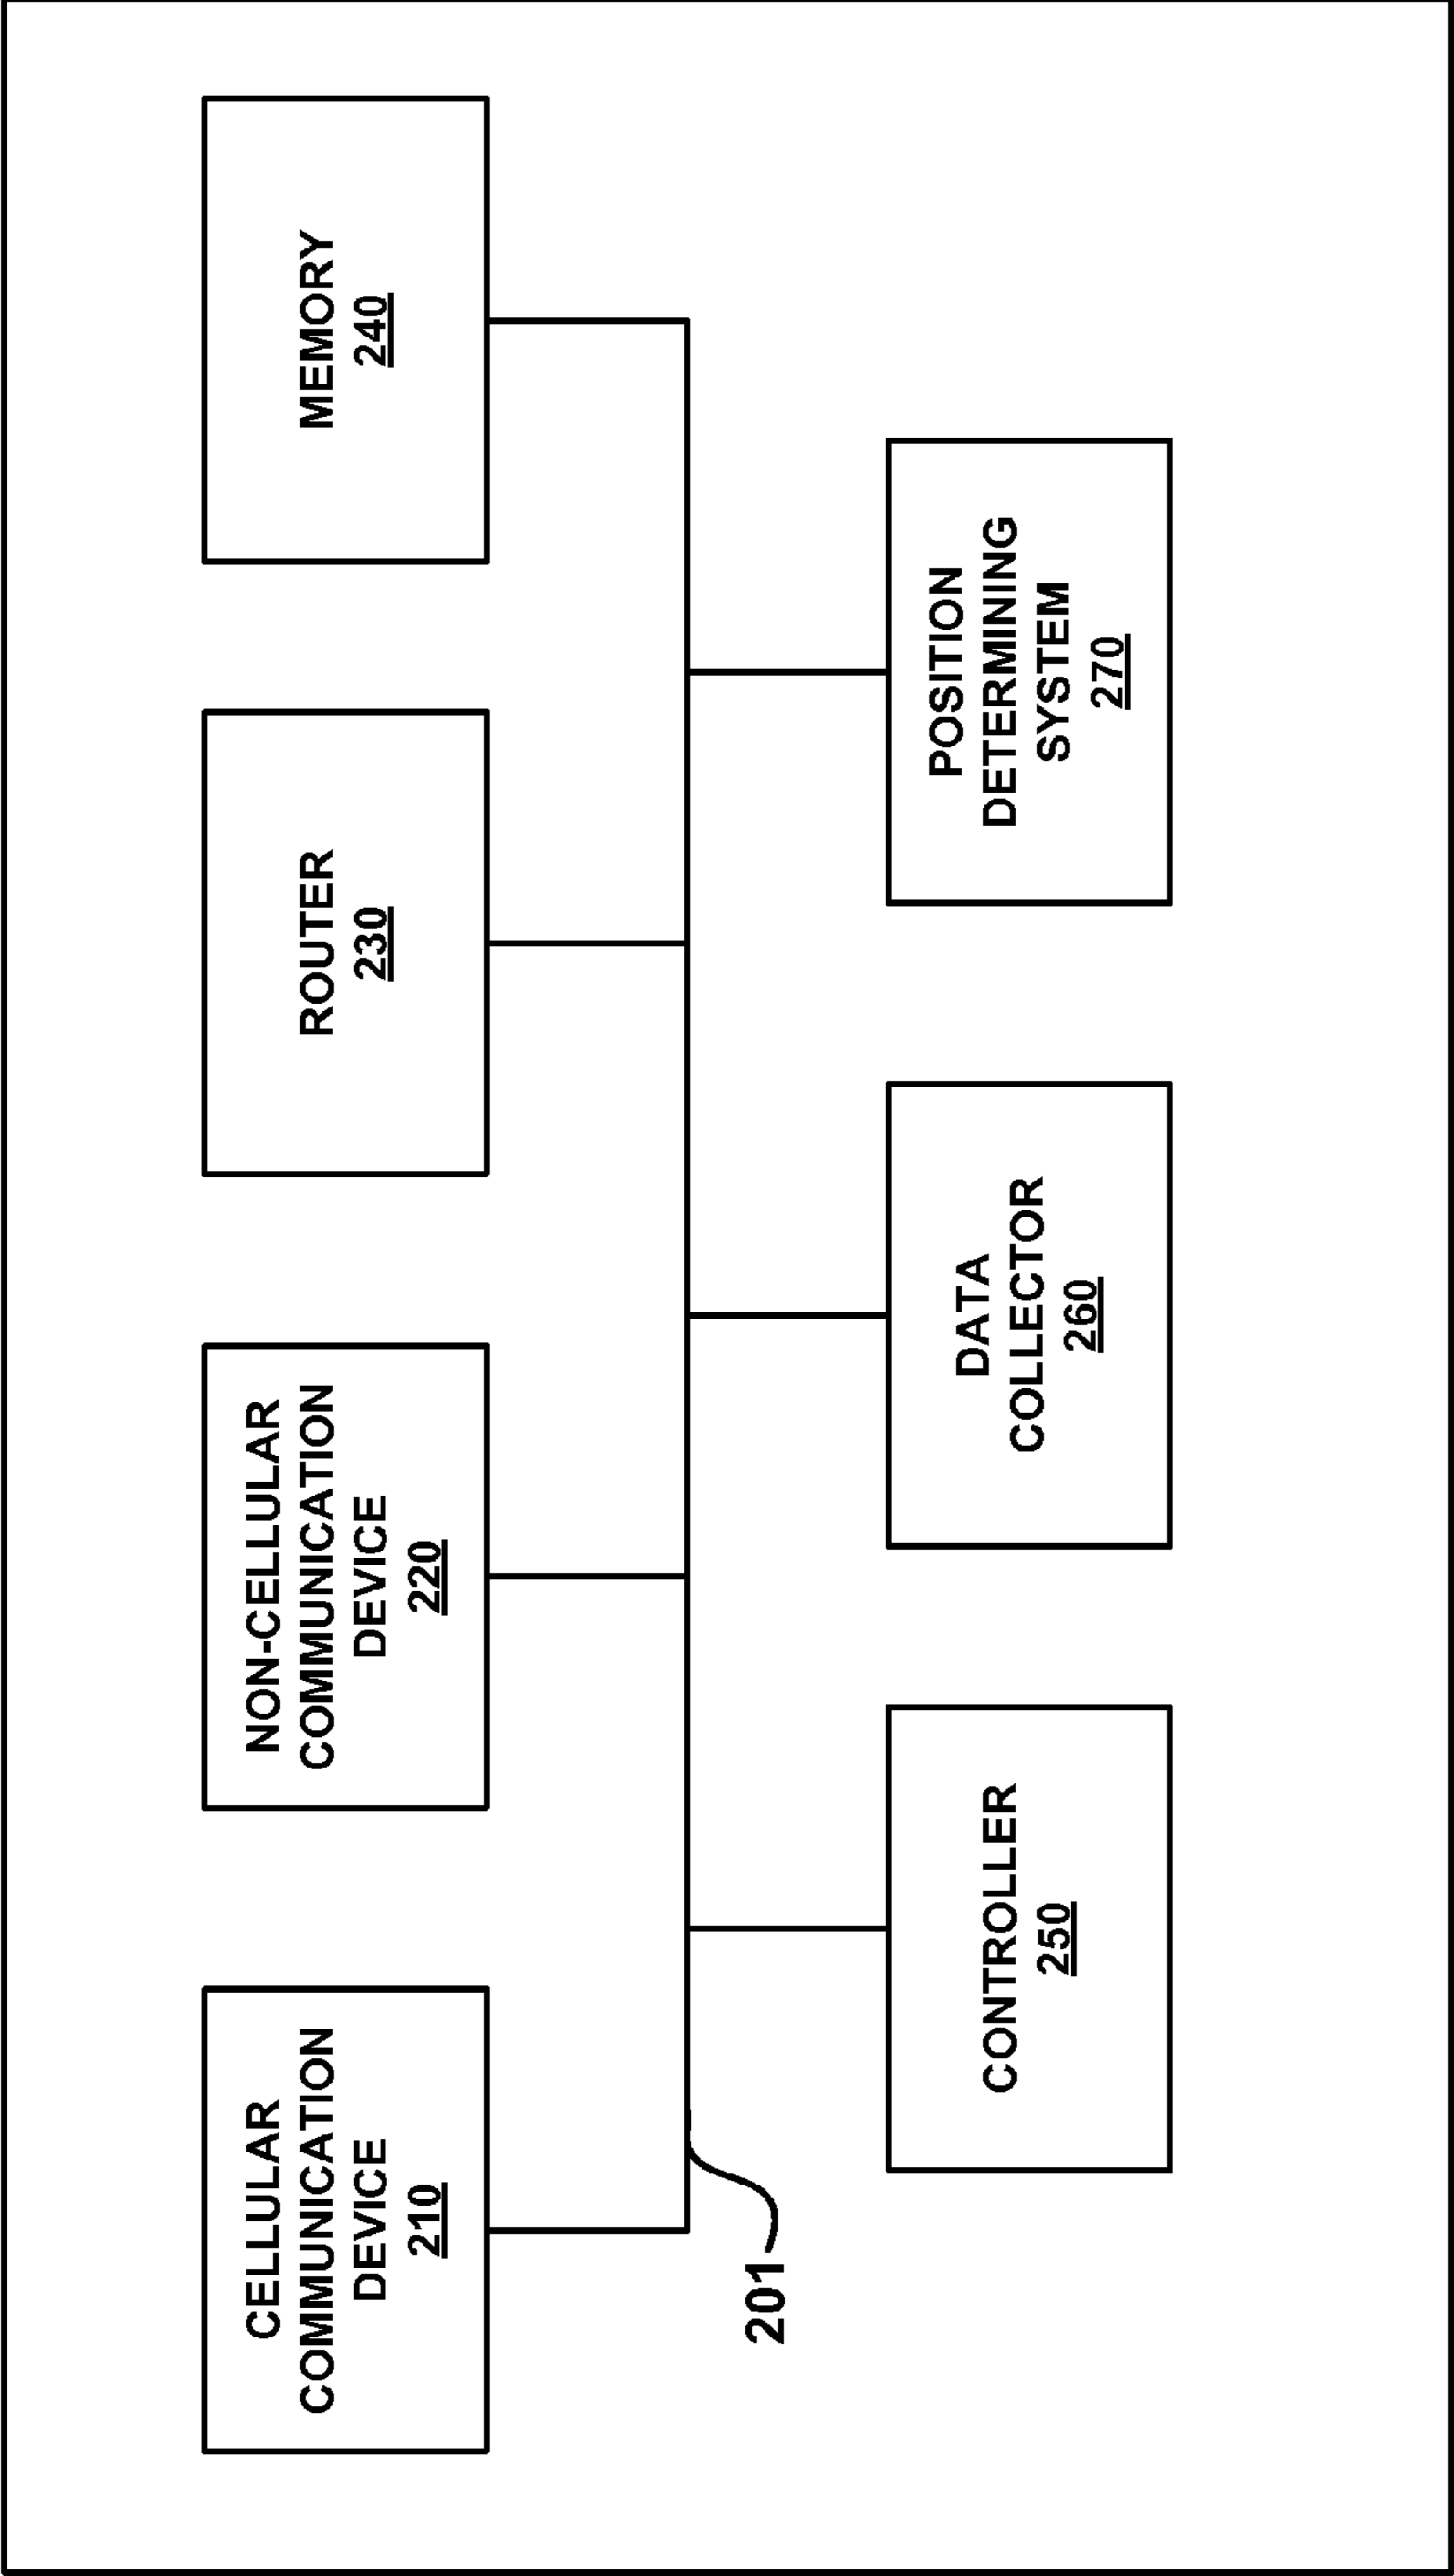 CELLULAR
COMMUNICATION
DEVICE
210
NON-CELLULAR
COMMUNICATION
DEVICE
220
ROUTER
230
MEMORY
240
201
CONTROLLER
250
DATA
COLLECTOR
260
POSITION
DETERMINING
SYSTEM
270